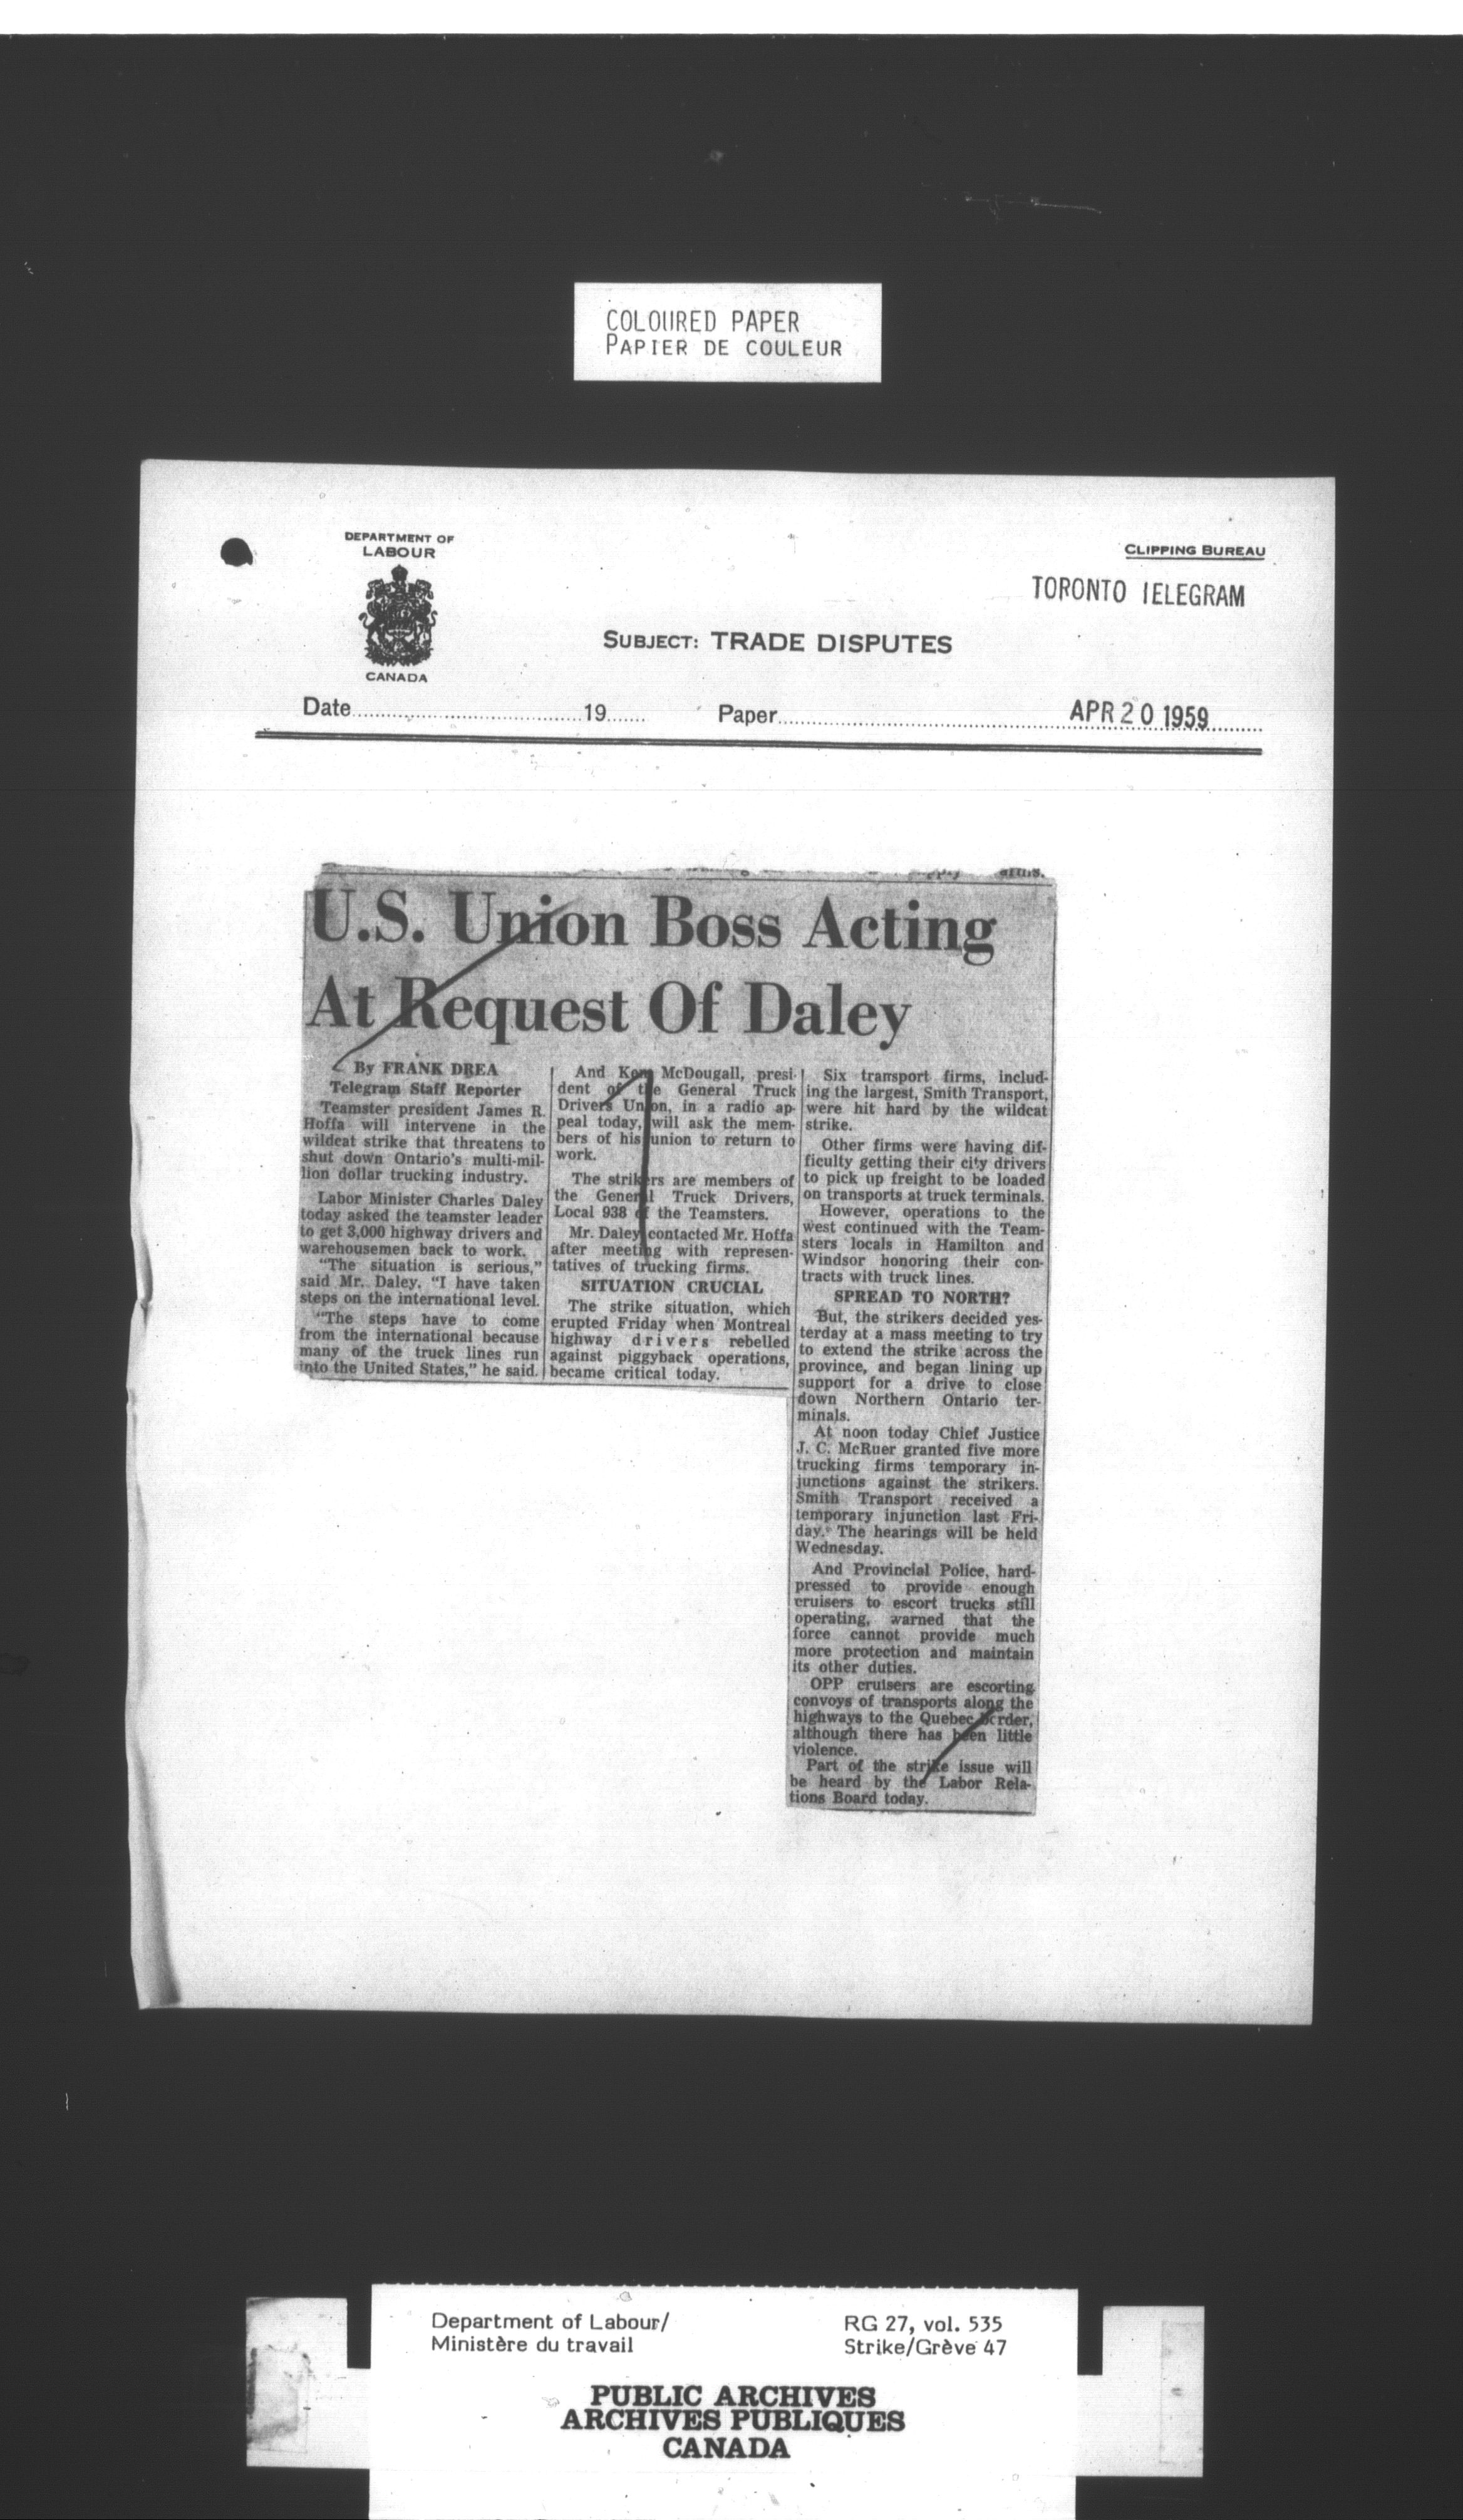 COLOURED PAPER
PAPIER DE COULEUR
DEPARTMENT OF
LABOUR
CANADA
CLIPPING BUREAU
TORONTO TELEGRAM
SUBJECT: TRADE DISPUTES
Date 19 Paper APR 20 1959
U.S. Union Boss Acting
At Request Of Daley
By FRANK DREA
Telegram Staff Reporter
Teamster president James R.
Hoffa will intervene in the
wildcat strike that threatens to
shut down Ontario's multi-mil-
lion dollar trucking industry.
Labor Minister Charles Daley
today asked the teamster leader
to get 3,000 highway drivers and
warehousemen back to work.
"The situation is serious,"
said Mr. Daley. "I have taken
steps on the international level.
"The steps have to come
from the international because
many of the truck lines run
into the United States," he said.
And McDougall, presi-
dent of the General Truck
Drivers Union, in a radio ap-
peal today, will ask the mem-
bers of his union to return to
work.
The strikers are members of
the General Truck Drivers,
Local 938 of the Teamsters.
Mr. Daley contacted Mr. Hoffa
after meeting with represen-
tatives of trucking firms.
SITUATION CRUCIAL
The strike situation, which
erupted Friday when Montreal
highway drivers rebelled
against piggyback operations,
became critical today.
Six transport firms, includ-
ing the largest, Smith Transport,
were hit hard by the wildcat
strike.
Other firms were having dif-
ficulty getting their city drivers
to pick up freight to be loaded
on transports at truck terminals.
However, operations to the
west continued with the Team-
sters locals in Hamilton and
Windsor honoring their con-
tracts with truck lines.
SPREAD TO NORTH?
But, the strikers decided yes-
terday at a mass meeting to try
to extend the strike across the
province, and began lining up
support for a drive to close
down Northern Ontario ter-
minals.
At noon today Chief Justice
J. C. McRuer granted five more
trucking firms temporary in-
junctions against the strikers.
Smith Transport received a
temporary injunction last Fri-
day. The hearings will be held
Wednesday.
And Provincial Police, hard-
pressed to provide enough
cruisers to escort trucks still
operating, warned that the
force cannot provide much
more protection and maintain
its other duties.
OPP cruisers are escorting
convoys of transports along the
highways to the Quebec border,
although there has been little
violence.
Part of the strike issue will
be heard by the Labor Rela-
tions Board today.
Department of Labour/
Ministère du travail
RG 27, vol. 535
Strike/Grève 47
PUBLIC ARCHIVES
ARCHIVES PUBLIQUES
CANADA